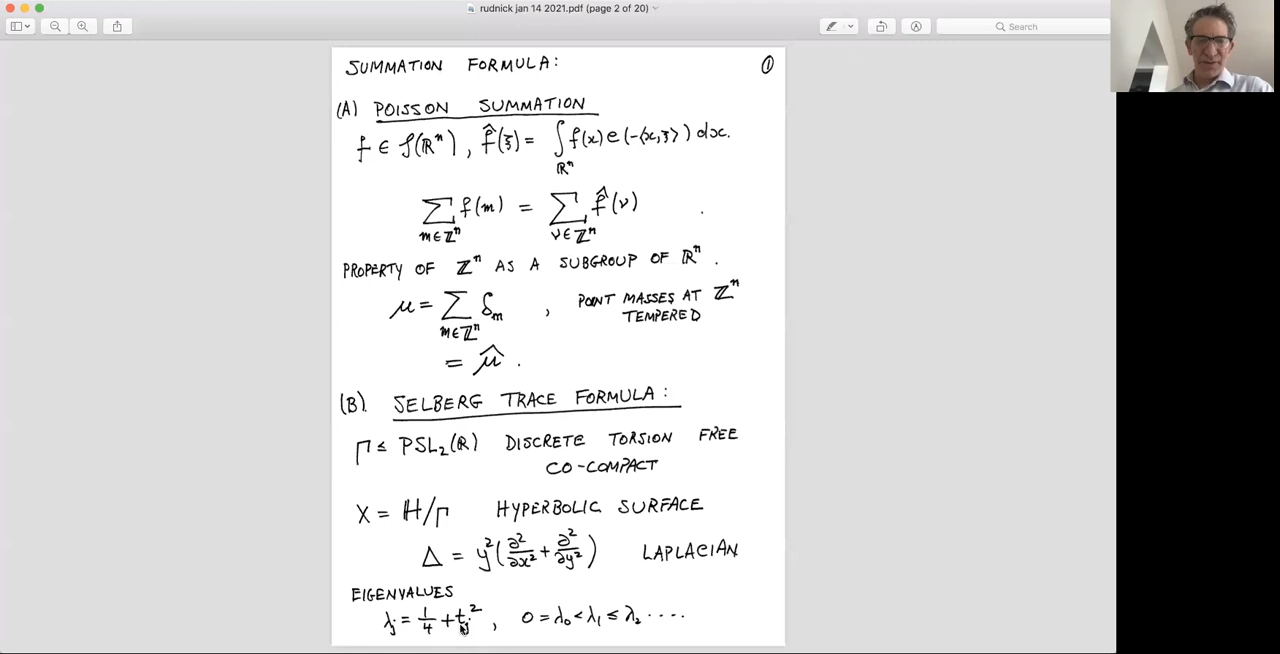 rudnick jan 14 2021.pdf (page 2 of 20)
Search
SUMMATION FORMULA: ①
(A) POISSON SUMMATION
f ∈ 𝒮(ℝⁿ), f̂(ξ) = ∫_{ℝⁿ} f(x) e(-⟨x,ξ⟩) dx.
∑_{m∈ℤⁿ} f(m) = ∑_{ν∈ℤⁿ} f̂(ν) .
PROPERTY OF ℤⁿ AS A SUBGROUP OF ℝⁿ .
μ = ∑_{m∈ℤⁿ} δ_m , POINT MASSES AT ℤⁿ
TEMPERED
= μ̂ .
(B). SELBERG TRACE FORMULA:
Γ ≤ PSL₂(ℝ) DISCRETE TORSION FREE
CO-COMPACT
X = ℍ/Γ HYPERBOLIC SURFACE
Δ = y²(∂²/∂x² + ∂²/∂y²) LAPLACIAN
EIGENVALUES
λ_j = 1/4 + t_j² , 0 = λ₀ < λ₁ ≤ λ₂ ....